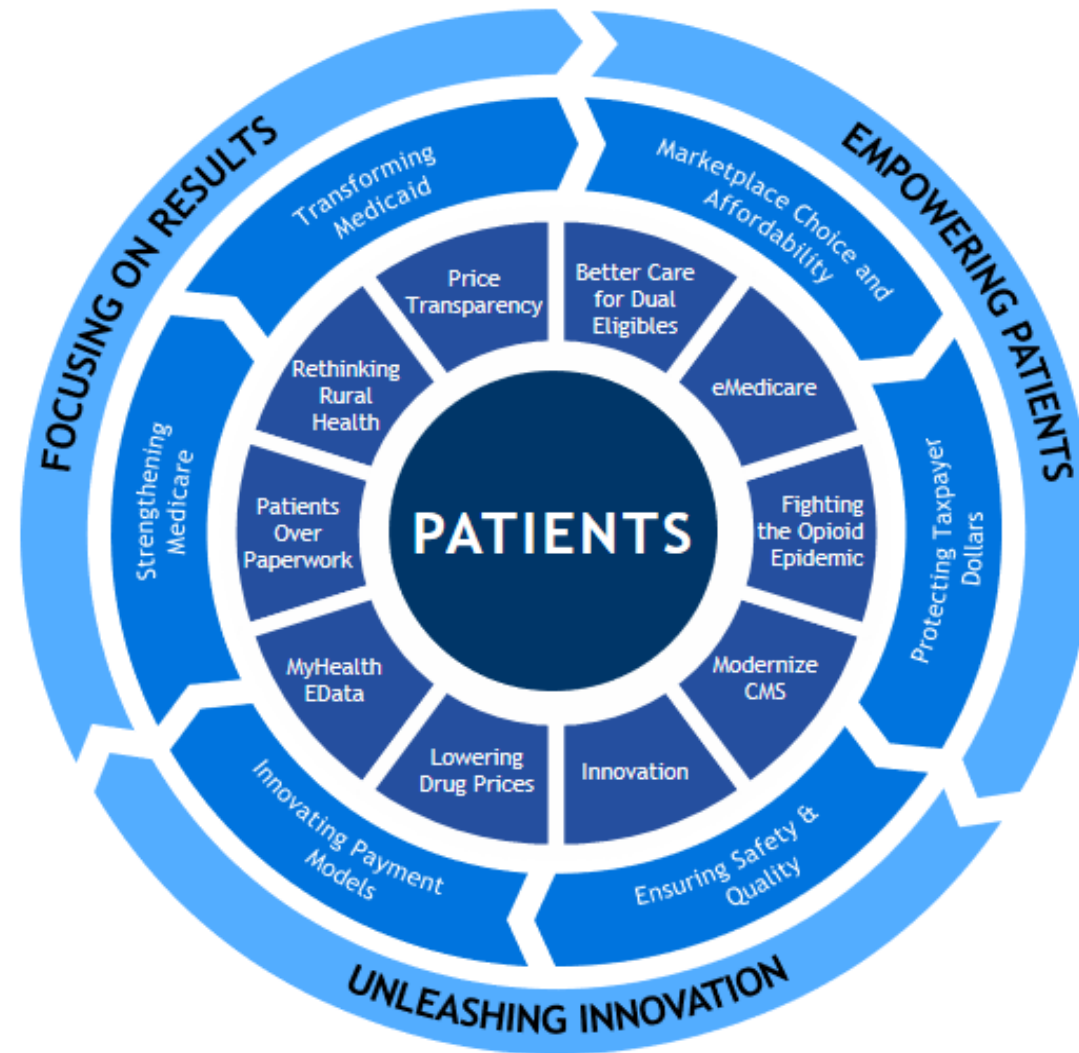 FOCUSING ON RESULTS
EMPOWERING PATIENTS
UNLEASHING INNOVATION
Transforming
Medicaid
Marketplace Choice and
Affordability
Protecting Taxpayer
Dollars
Ensuring Safety &
Quality
Innovating Payment
Models
Strengthening
Medicare
Price
Transparency
Better Care
for Dual
Eligibles
eMedicare
Fighting
the Opioid
Epidemic
Modernize
CMS
Innovation
Lowering
Drug Prices
MyHealth
EData
Patients
Over
Paperwork
Rethinking
Rural
Health
PATIENTS